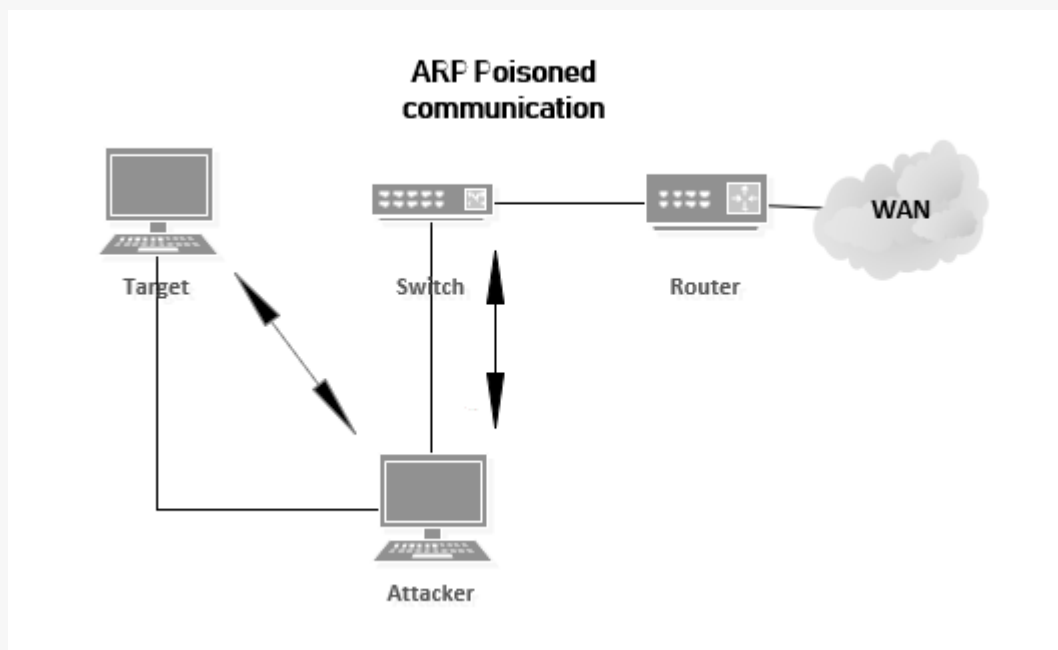 ARP Poisoned
communication
WAN
Target
Switch
Router
Attacker